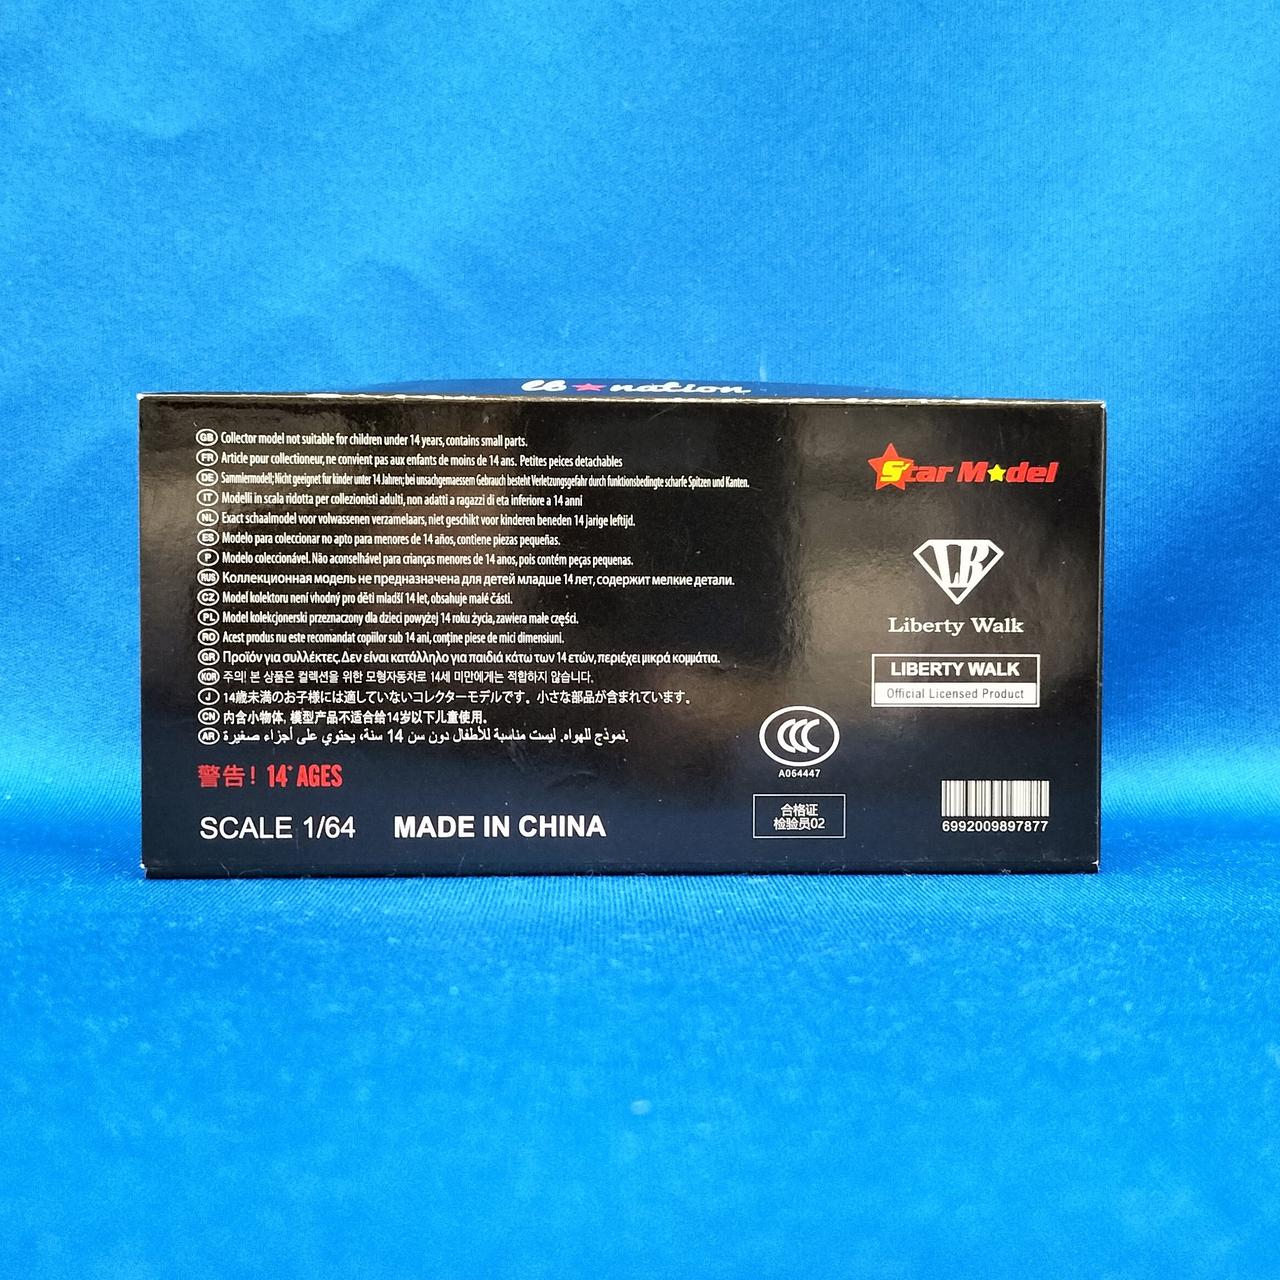 lb★nation
GB Collector model not suitable for children under 14 years, contains small parts.
FR Article pour collectioneur, ne convient pas aux enfants de moins de 14 ans. Petites peices detachables
DE Sammlermodell; Nicht geeignet fur kinder unter 14 Jahren; bei unsachgemaessem Gebrauch besteht Verletzungsgefahr durch funktionsbedingte scharfe Spitzen und Kanten.
IT Modelli in scala ridotta per collezionisti adulti, non adatti a ragazzi di eta inferiore a 14 anni
NL Exact schaalmodel voor volwassenen verzamelaars, niet geschikt voor kinderen beneden 14 jarige leftijd.
ES Modelo para coleccionar no apto para menores de 14 años, contiene piezas pequeñas.
P Modelo coleccionável. Não aconselhável para crianças menores de 14 anos, pois contém peças pequenas.
RUS Коллекционная модель не предназначена для детей младше 14 лет, содержит мелкие детали.
CZ Model kolektoru není vhodný pro děti mladší 14 let, obsahuje malé části.
PL Model kolekcjonerski przeznaczony dla dzieci powyżej 14 roku życia, zawiera małe części.
RO Acest produs nu este recomandat copiilor sub 14 ani, conține piese de mici dimensiuni.
GR Προϊόν για συλλέκτες. Δεν είναι κατάλληλο για παιδιά κάτω των 14 ετών, περιέχει μικρά κομμάτια.
KOR 주의! 본 상품은 컬렉션을 위한 모형자동차로 14세 미만에게는 적합하지 않습니다.
J 14歳未満のお子様には適していないコレクターモデルです。小さな部品が含まれています。
CN 内含小物体, 模型产品不适合给14岁以下儿童使用。
AR نموذج للهواه. ليست مناسبة للأطفال دون سن 14 سنة، يحتوي على أجزاء صغيرة.
警告! 14+ AGES
SCALE 1/64 MADE IN CHINA
Star Model
LB
Liberty Walk
LIBERTY WALK
Official Licensed Product
CCC
A064447
合格证
检验员02
6992009897877